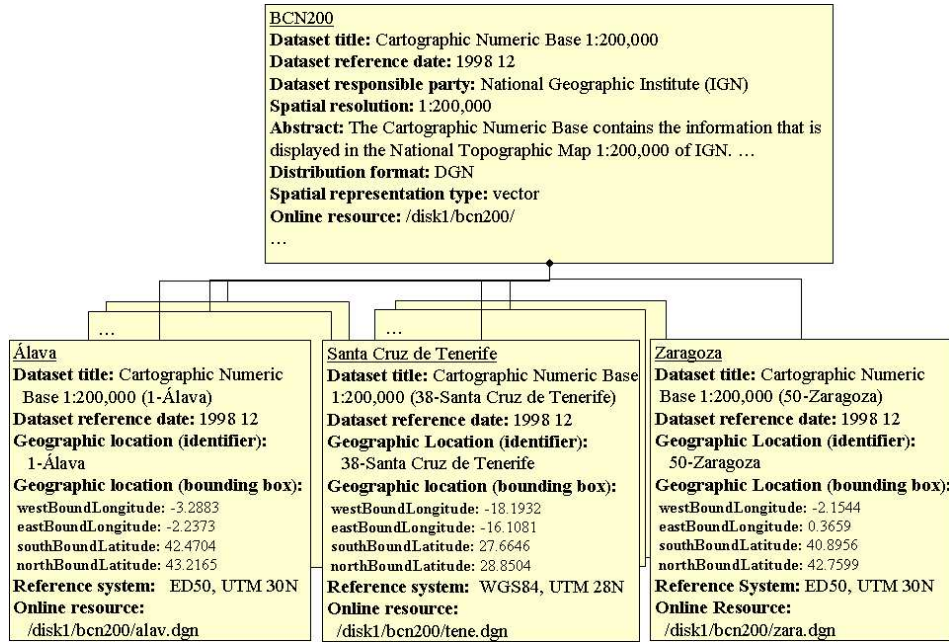 BCN200
Dataset title: Cartographic Numeric Base 1:200,000
Dataset reference date: 1998 12
Dataset responsible party: National Geographic Institute (IGN)
Spatial resolution: 1:200,000
Abstract: The Cartographic Numeric Base contains the information that is
displayed in the National Topographic Map 1:200,000 of IGN. …
Distribution format: DGN
Spatial representation type: vector
Online resource: /disk1/bcn200/
…
…
Álava
Dataset title: Cartographic Numeric
Base 1:200,000 (1-Álava)
Dataset reference date: 1998 12
Geographic location (identifier):
1-Álava
Geographic location (bounding box):
westBoundLongitude: -3.2883
eastBoundLongitude: -2.2373
southBoundLatitude: 42.4704
northBoundLatitude: 43.2165
Reference system: ED50, UTM 30N
Online resource:
/disk1/bcn200/alav.dgn
…
Santa Cruz de Tenerife
Dataset title: Cartographic Numeric Base
1:200,000 (38-Santa Cruz de Tenerife)
Dataset reference date: 1998 12
Geographic Location (identifier):
38-Santa Cruz de Tenerife
Geographic location (bounding box):
westBoundLongitude: -18.1932
eastBoundLongitude: -16.1081
southBoundLatitude: 27.6646
northBoundLatitude: 28.8504
Reference system: WGS84, UTM 28N
Online resource:
/disk1/bcn200/tene.dgn
Zaragoza
Dataset title: Cartographic Numeric
Base 1:200,000 (50-Zaragoza)
Dataset reference date: 1998 12
Geographic Location (identifier):
50-Zaragoza
Geographic Location (bounding box):
westBoundLongitude: -2.1544
eastBoundLongitude: 0.3659
southBoundLatitude: 40.8956
northBoundLatitude: 42.7599
Reference System: ED50, UTM 30N
Online Resource:
/disk1/bcn200/zara.dgn